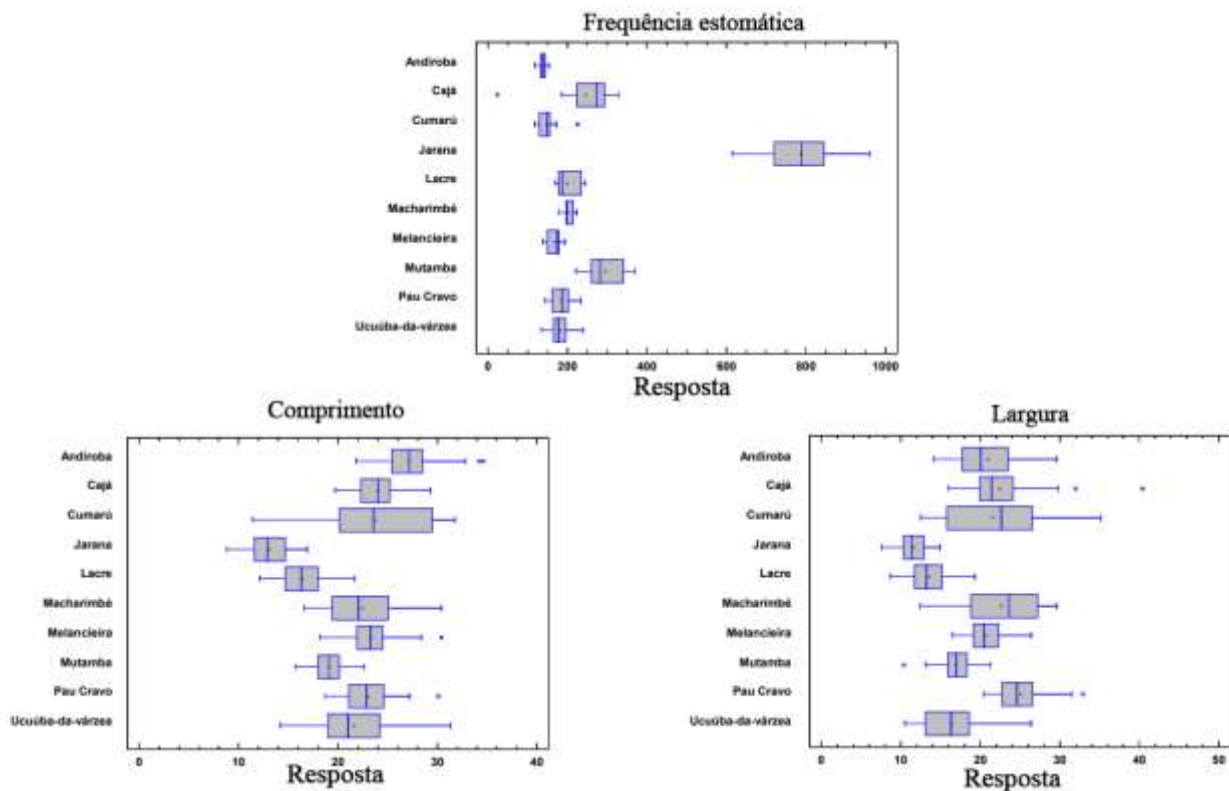 Frequência estomática
Andiroba
Cajá
Cumarú
Jarana
Lacre
Macharimbé
Melancieira
Mutamba
Pau Cravo
Ucuúba-da-várzea
0 200 400 600 800 1000
Resposta
Comprimento
Andiroba
Cajá
Cumarú
Jarana
Lacre
Macharimbé
Melancieira
Mutamba
Pau Cravo
Ucuúba-da-várzea
0 10 20 30 40
Resposta
Largura
Andiroba
Cajá
Cumarú
Jarana
Lacre
Macharimbé
Melancieira
Mutamba
Pau Cravo
Ucuúba-da-várzea
0 10 20 30 40 50
Resposta